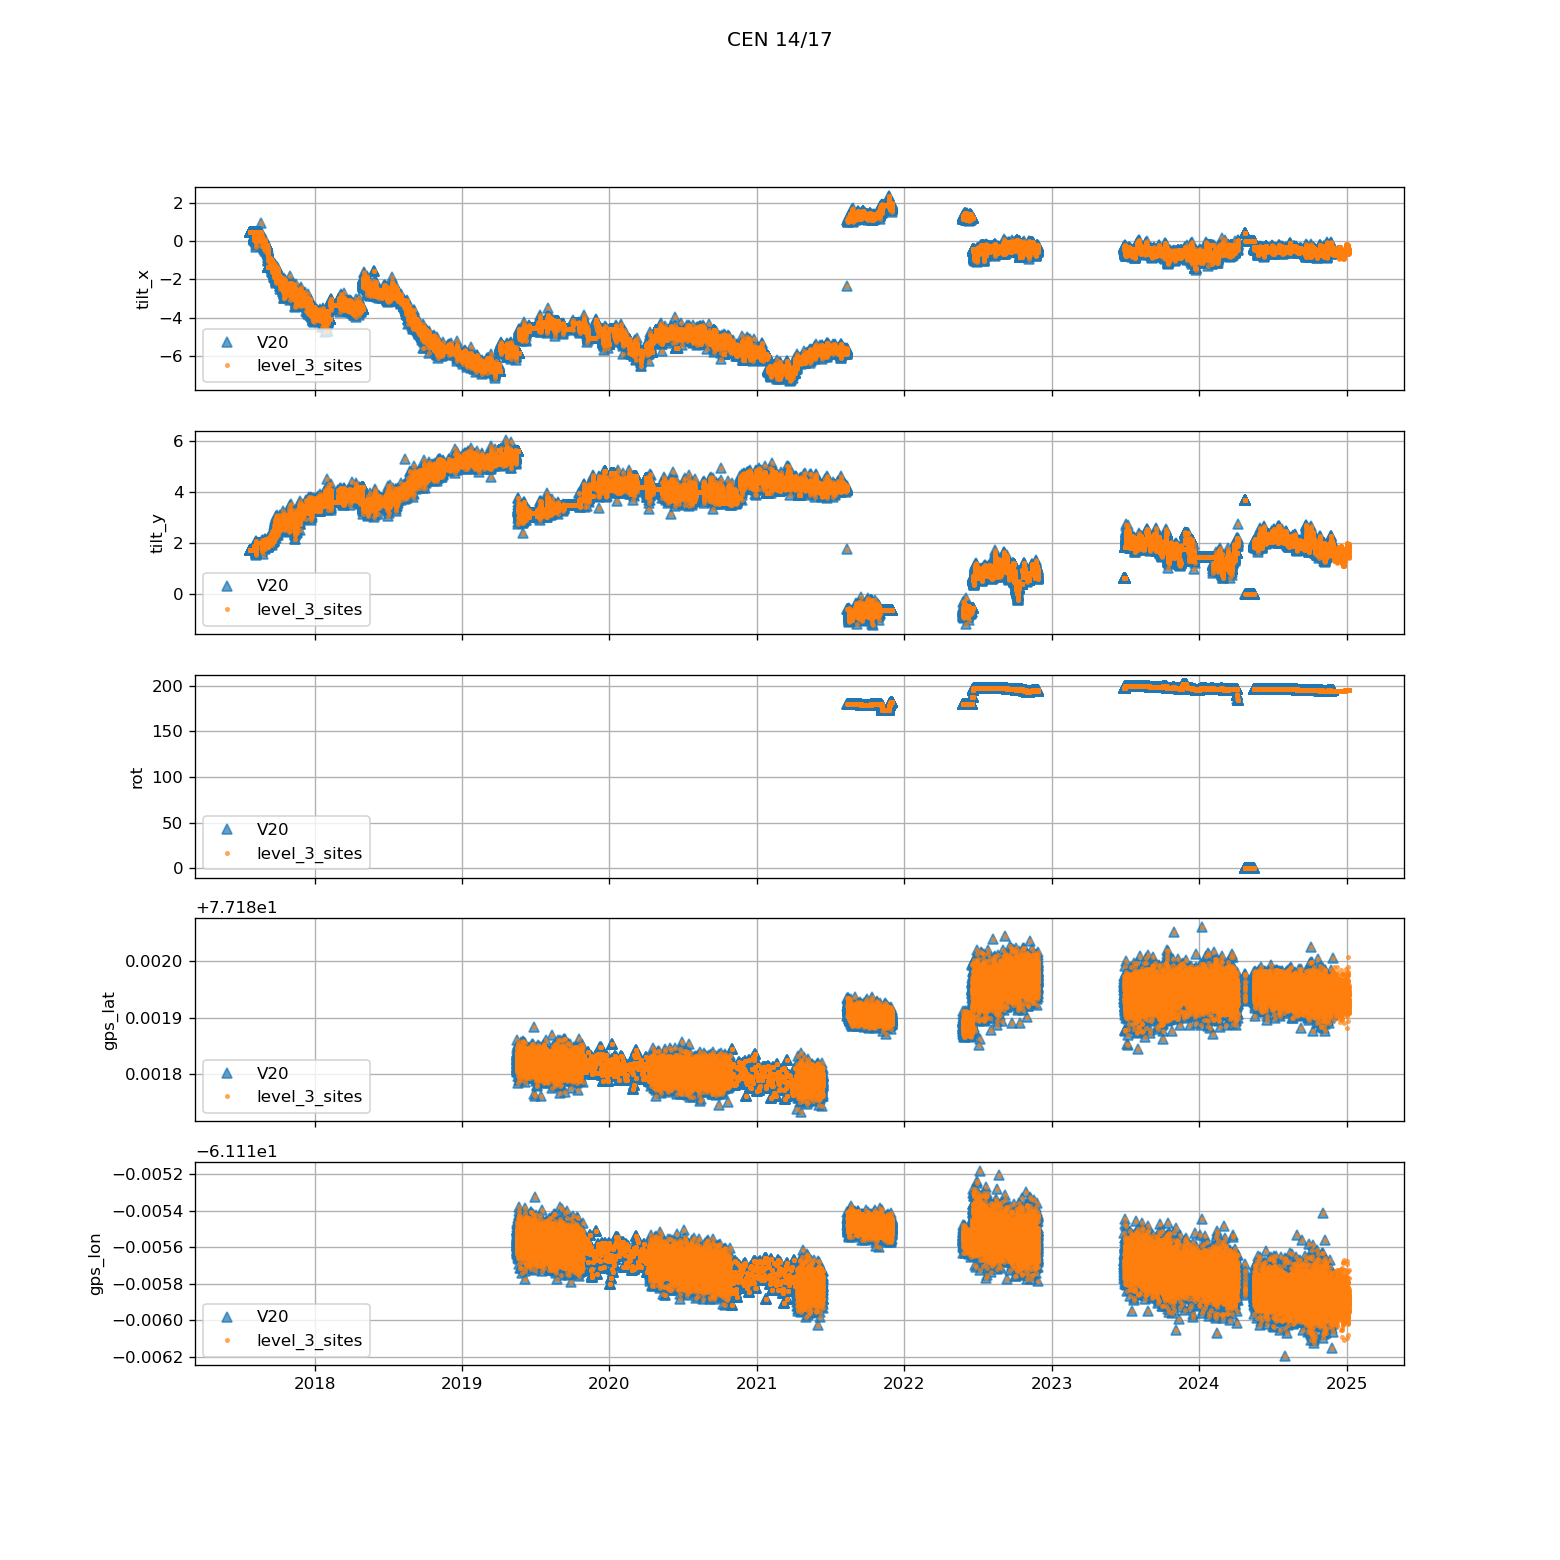 CEN 14/17
2
0
−2
−4
−6
tilt_x
V20
level_3_sites
6
4
2
0
tilt_y
V20
level_3_sites
200
150
100
50
0
rot
V20
level_3_sites
+7.718e1
0.0020
0.0019
0.0018
gps_lat
V20
level_3_sites
−6.111e1
−0.0052
−0.0054
−0.0056
−0.0058
−0.0060
−0.0062
gps_lon
V20
level_3_sites
2018 2019 2020 2021 2022 2023 2024 2025